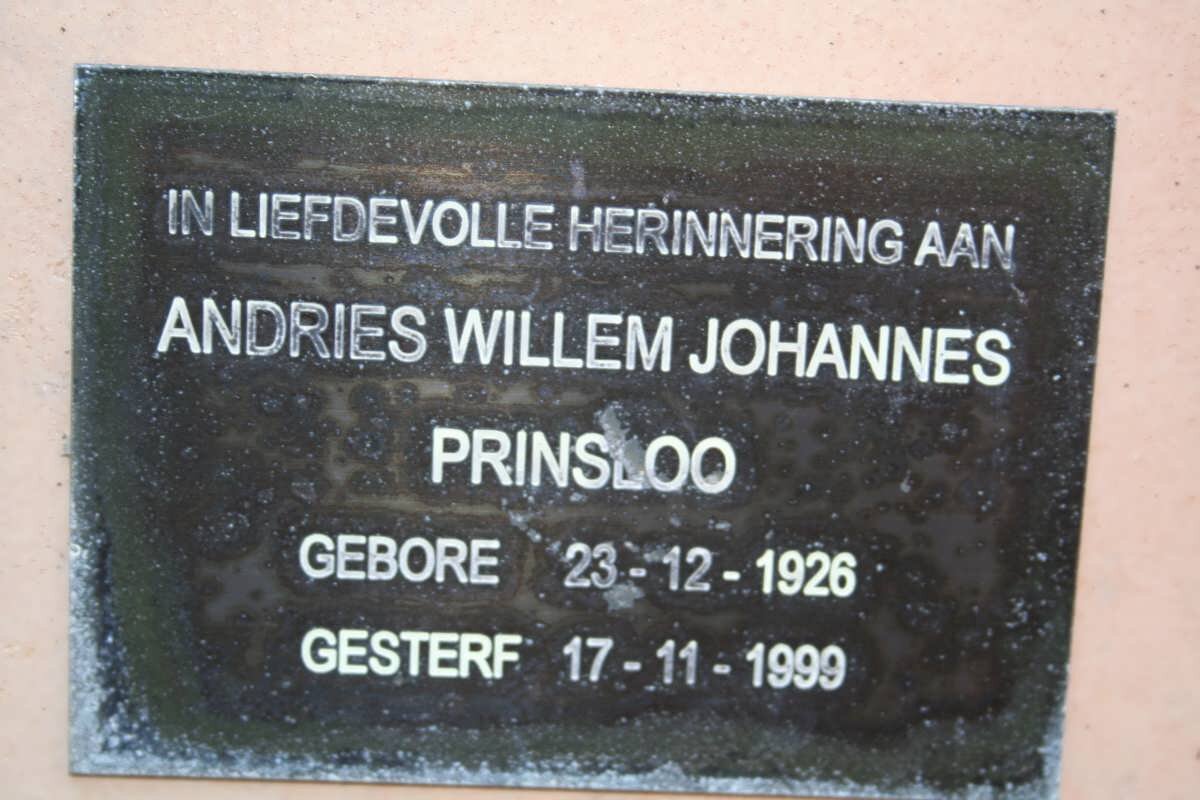 IN LIEFDEVOLLE HERINNERING AAN
ANDRIES WILLEM JOHANNES
PRINSLOO
GEBORE 23 - 12 - 1926
GESTERF 17 - 11 - 1999